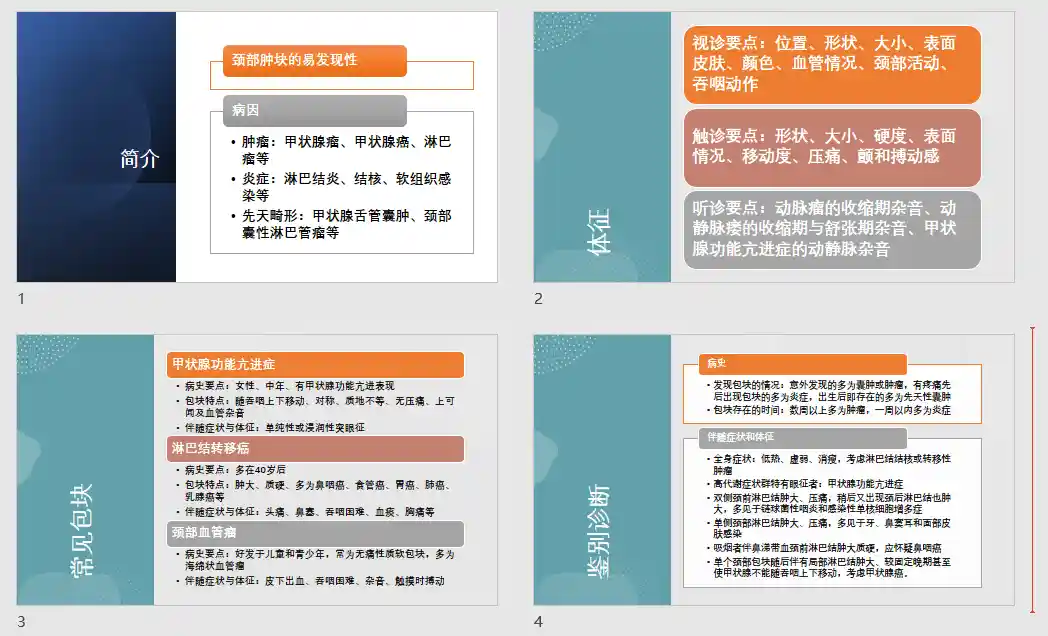 简介
颈部肿块的易发现性
病因
• 肿瘤：甲状腺瘤、甲状腺癌、淋巴
瘤等
• 炎症：淋巴结炎、结核、软组织感
染等
• 先天畸形：甲状腺舌管囊肿、颈部
囊性淋巴管瘤等
1
体征
视诊要点：位置、形状、大小、表面
皮肤、颜色、血管情况、颈部活动、
吞咽动作
触诊要点：形状、大小、硬度、表面
情况、移动度、压痛、颤和搏动感
听诊要点：动脉瘤的收缩期杂音、动
静脉瘘的收缩期与舒张期杂音、甲状
腺功能亢进症的动静脉杂音
2
常见包块
甲状腺功能亢进症
• 病史要点：女性、中年、有甲状腺功能亢进表现
• 包块特点：随吞咽上下移动、对称、质地不等、无压痛、上可
闻及血管杂音
• 伴随症状与体征：单纯性或浸润性突眼征
淋巴结转移癌
• 病史要点：多在40岁后
• 包块特点：肿大、质硬、多为鼻咽癌、食管癌、胃癌、肺癌、
乳腺癌等
• 伴随症状与体征：头痛、鼻塞、吞咽困难、血痰、胸痛等
颈部血管瘤
• 病史要点：好发于儿童和青少年，常为无痛性质软包块，多为
海绵状血管瘤
• 伴随症状与体征：皮下出血、吞咽困难、杂音、触摸时搏动
3
鉴别诊断
病史
• 发现包块的情况：意外发现的多为囊肿或肿瘤，有疼痛先
后出现包块的多为炎症，出生后即存在的多为先天性囊肿
• 包块存在的时间：数周以上多为肿瘤，一周以内多为炎症
伴随症状和体征
• 全身症状：低热、虚弱、消瘦，考虑淋巴结结核或转移性
肿瘤
• 高代谢症状群特有眼征者：甲状腺功能亢进症
• 双侧颈前淋巴结肿大、压痛，稍后又出现颈后淋巴结也肿
大，多见于链球菌性咽炎和感染性单核细胞增多症
• 单侧颈部淋巴结肿大、压痛，多见于牙、鼻窦耳和面部皮
肤感染
• 吸烟者伴鼻涕带血颈前淋巴结肿大质硬，应怀疑鼻咽癌
• 单个颈部包块随后伴有局部淋巴结肿大、较固定晚期甚至
使甲状腺不能随吞咽上下移动，考虑甲状腺癌。
4